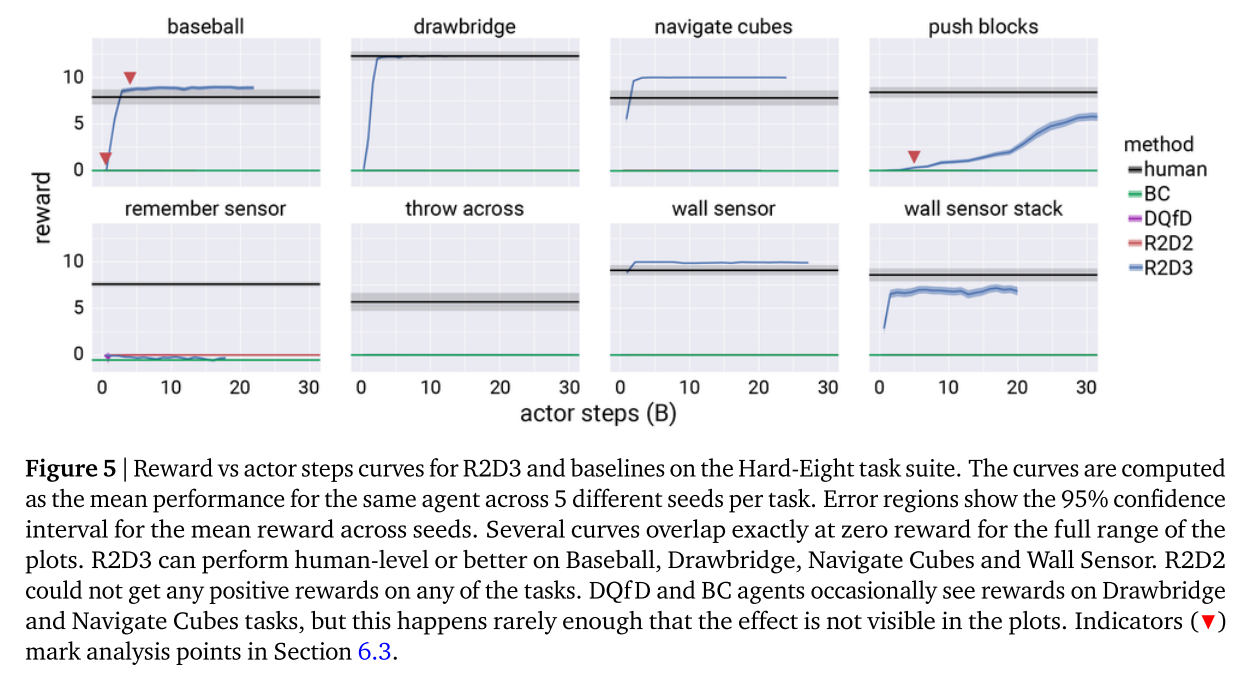 baseball
drawbridge
navigate cubes
push blocks
10
5
0
remember sensor
throw across
wall sensor
wall sensor stack
10
5
0
0 10 20 30
0 10 20 30
0 10 20 30
0 10 20 30
reward
actor steps (B)
method
human
BC
DQfD
R2D2
R2D3
Figure 5 | Reward vs actor steps curves for R2D3 and baselines on the Hard-Eight task suite. The curves are computed
as the mean performance for the same agent across 5 different seeds per task. Error regions show the 95% confidence
interval for the mean reward across seeds. Several curves overlap exactly at zero reward for the full range of the
plots. R2D3 can perform human-level or better on Baseball, Drawbridge, Navigate Cubes and Wall Sensor. R2D2
could not get any positive rewards on any of the tasks. DQfD and BC agents occasionally see rewards on Drawbridge
and Navigate Cubes tasks, but this happens rarely enough that the effect is not visible in the plots. Indicators (▼)
mark analysis points in Section 6.3.